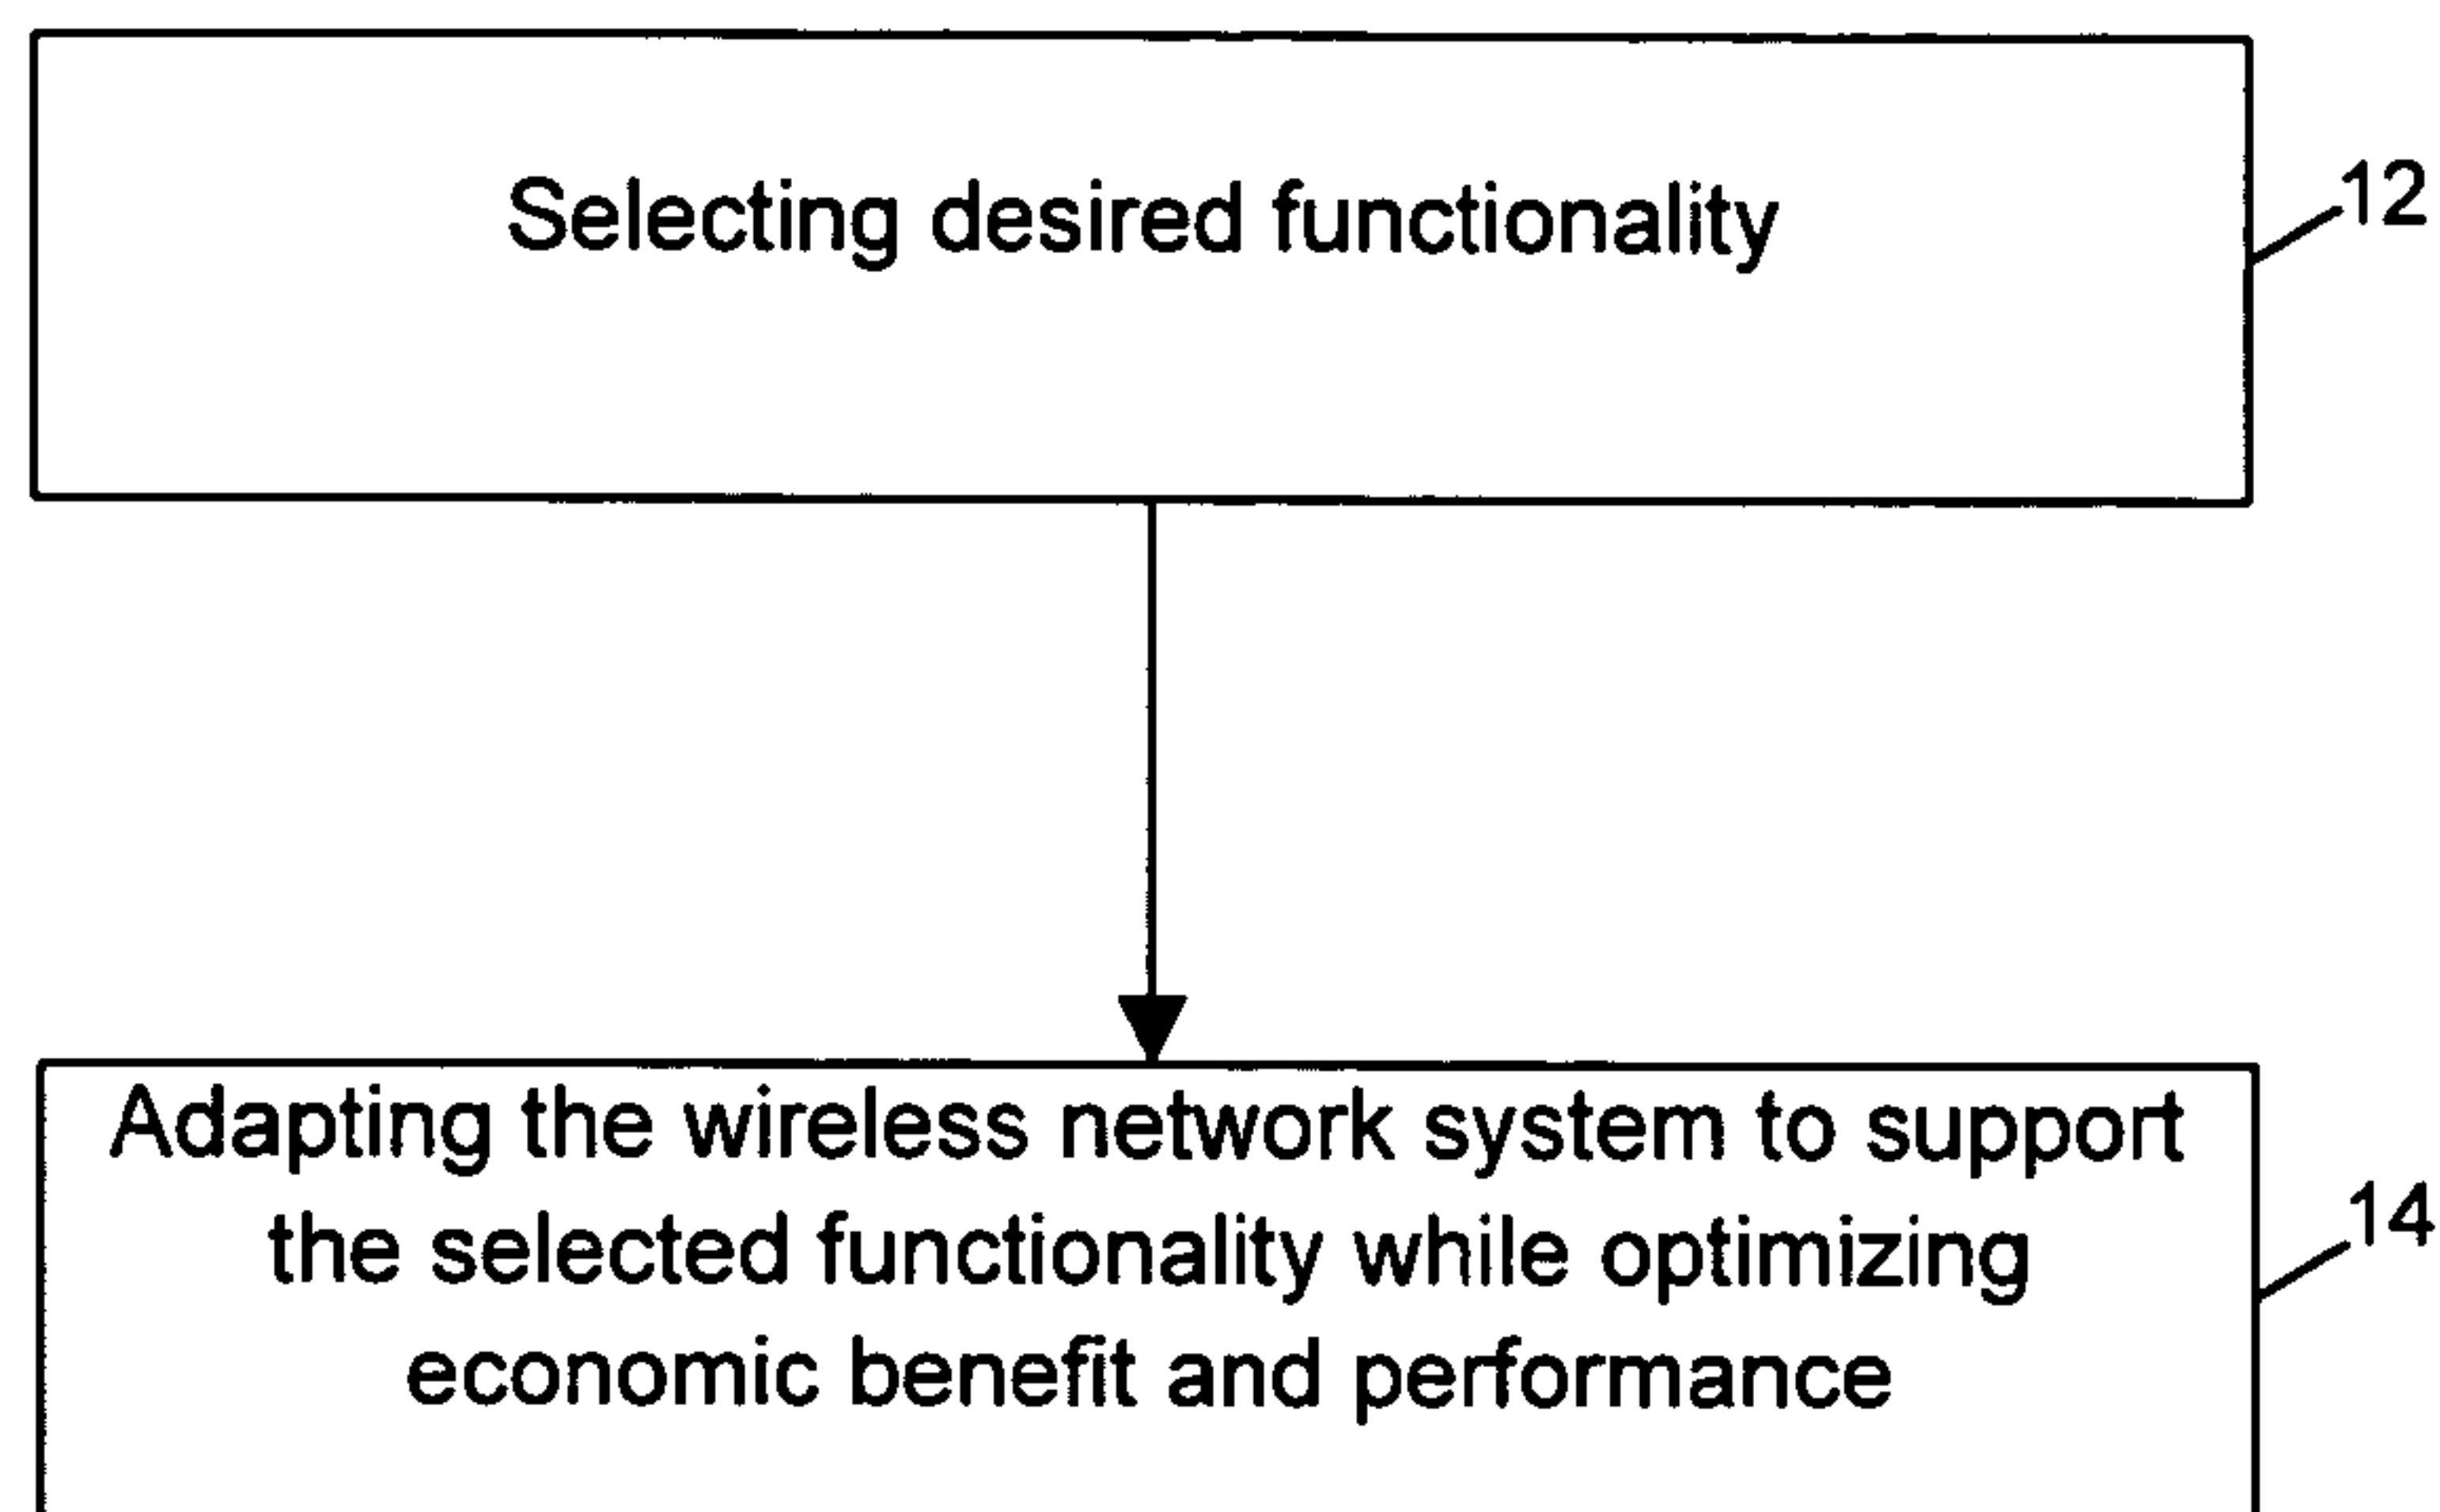 Selecting desired functionality
12
Adapting the wireless network system to support
the selected functionality while optimizing
economic benefit and performance
14